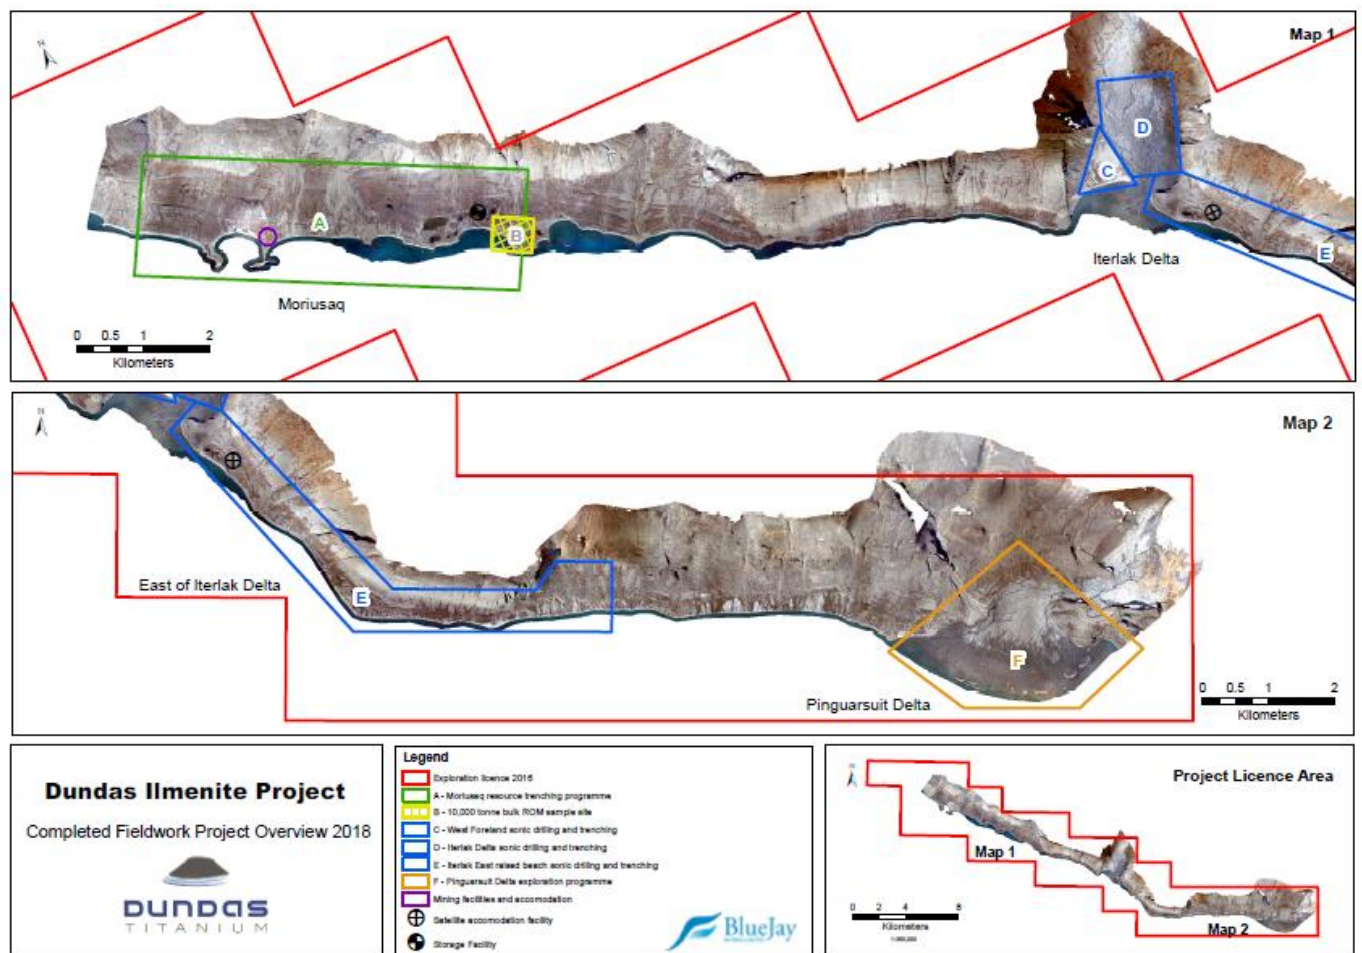 N
Map 1
D
C
A
B
E
Iterlak Delta
Moriusaq
0 0.5 1 2
Kilometers
N
Map 2
East of Iterlak Delta
E
F
Pinguarsuit Delta
0 0.5 1 2
Kilometers
Dundas Ilmenite Project
Completed Fieldwork Project Overview 2018
DUNDAS
TITANIUM
Legend
Exploration licence 2016
A - Moriusaq resource trenching programme
B - 10,000 tonne bulk ROM sample site
C - West Foreland sonic drilling and trenching
D - Iterlak Delta sonic drilling and trenching
E - Iterlak East raised beach sonic drilling and trenching
F - Pinguarsuit Delta exploration programme
Mining facilities and accomodation
Satellite accomodation facility
Storage Facility
BlueJay
Project Licence Area
Map 1
Map 2
0 2 4 8
Kilometers